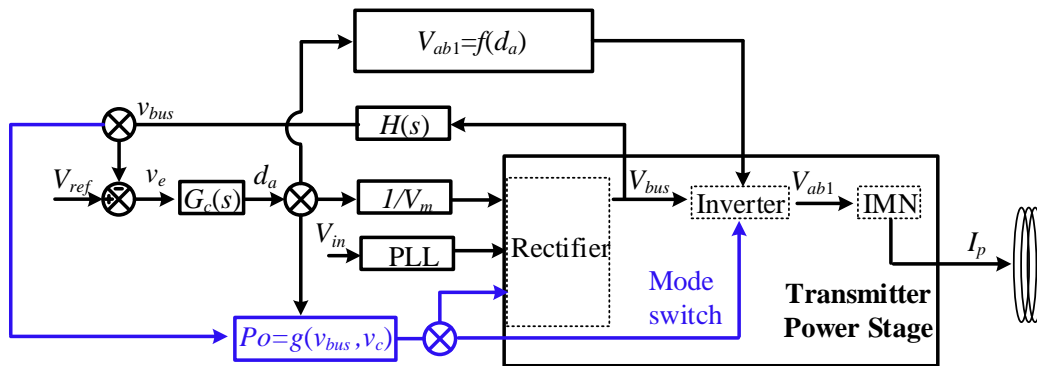 V_ab1=f(d_a)
v_bus
H(s)
V_ref
v_e
G_c(s)
d_a
1/V_m
V_in
PLL
Rectifier
V_bus
Inverter
V_ab1
IMN
I_p
Mode
switch
Transmitter
Power Stage
Po=g(v_bus,v_c)